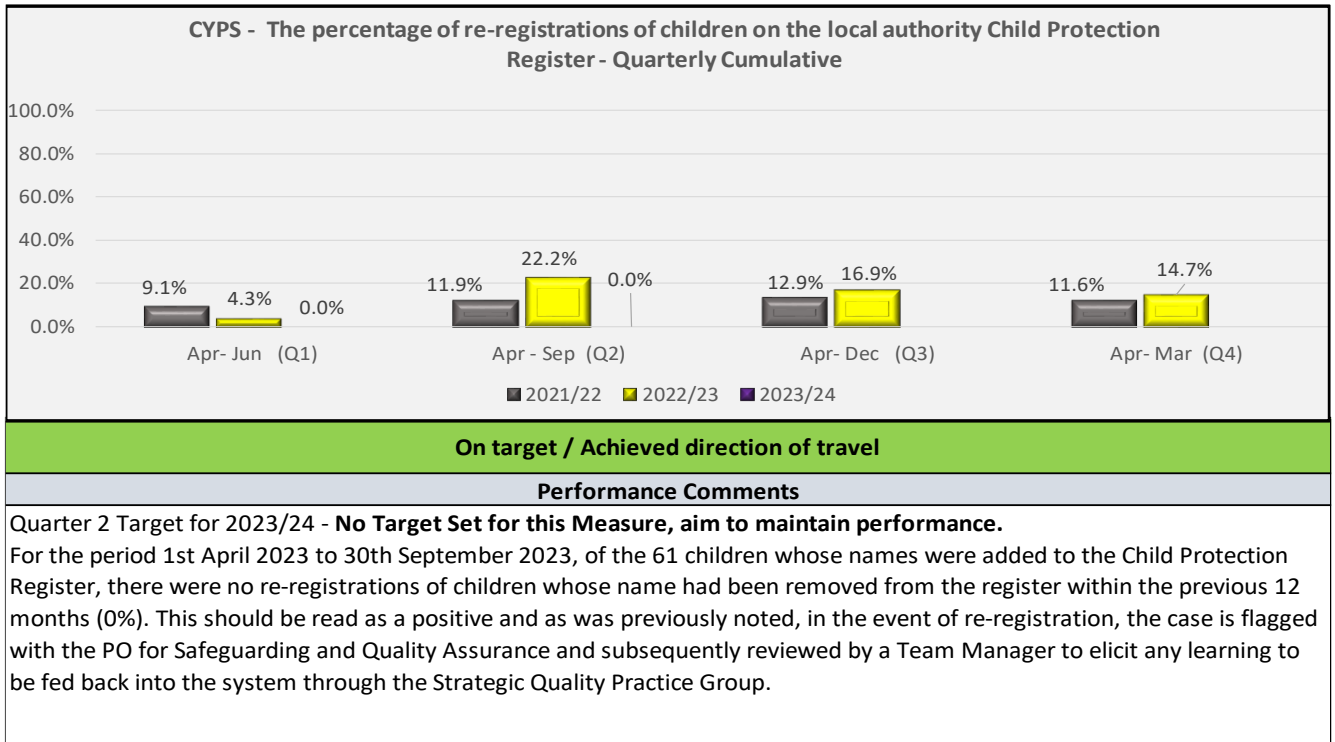 CYPS - The percentage of re-registrations of children on the local authority Child Protection
Register - Quarterly Cumulative
100.0%
80.0%
60.0%
40.0%
20.0%
0.0%
9.1%
4.3%
0.0%
11.9%
22.2%
0.0%
12.9%
16.9%
11.6%
14.7%
Apr- Jun (Q1)
Apr - Sep (Q2)
Apr- Dec (Q3)
Apr- Mar (Q4)
2021/22 2022/23 2023/24
On target / Achieved direction of travel
Performance Comments
Quarter 2 Target for 2023/24 - No Target Set for this Measure, aim to maintain performance.
For the period 1st April 2023 to 30th September 2023, of the 61 children whose names were added to the Child Protection
Register, there were no re-registrations of children whose name had been removed from the register within the previous 12
months (0%). This should be read as a positive and as was previously noted, in the event of re-registration, the case is flagged
with the PO for Safeguarding and Quality Assurance and subsequently reviewed by a Team Manager to elicit any learning to
be fed back into the system through the Strategic Quality Practice Group.